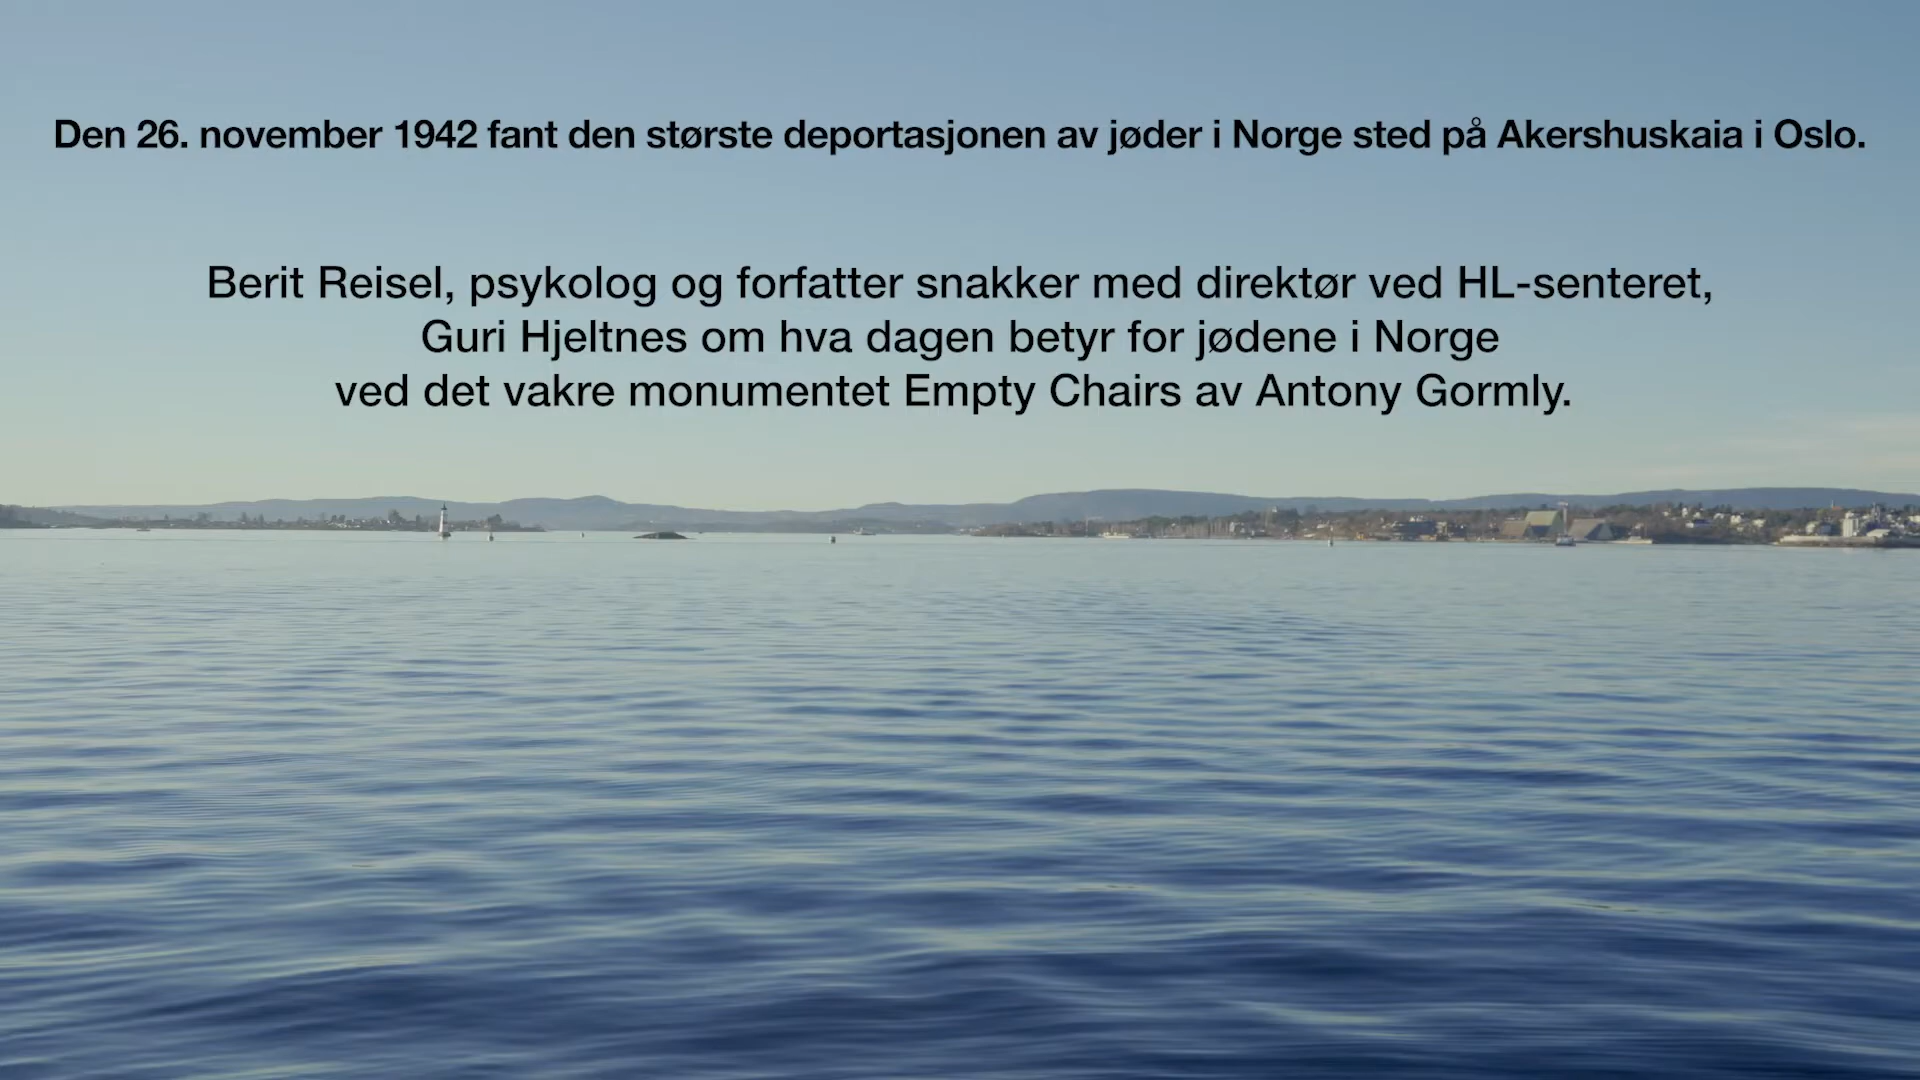 Den 26. november 1942 fant den største deportasjonen av jøder i Norge sted på Akershuskaia i Oslo.
Berit Reisel, psykolog og forfatter snakker med direktør ved HL-senteret,
Guri Hjeltnes om hva dagen betyr for jødene i Norge
ved det vakre monumentet Empty Chairs av Antony Gormly.